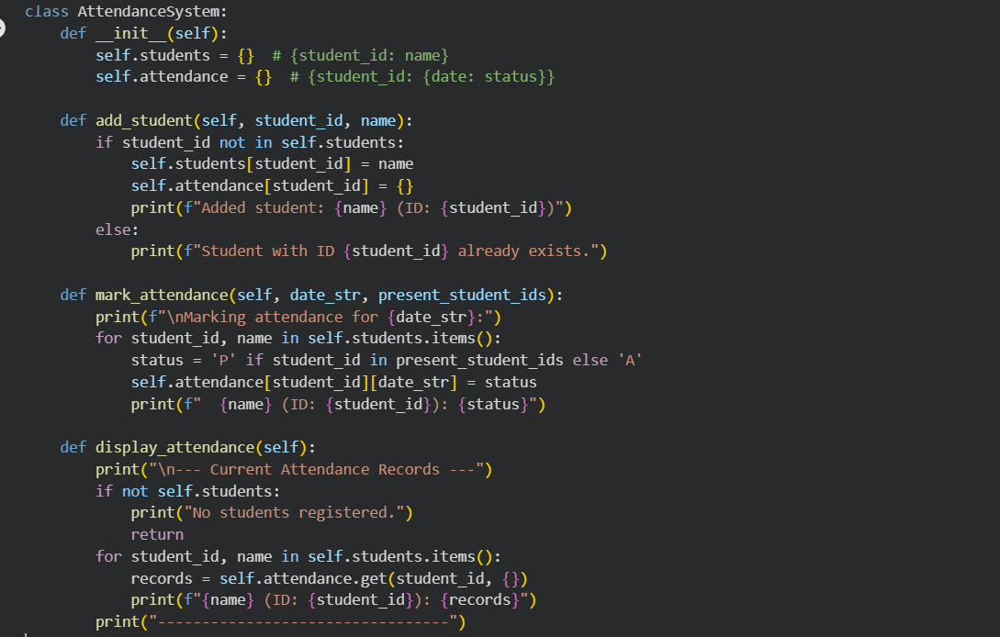 class AttendanceSystem:
    def __init__(self):
        self.students = {}  # {student_id: name}
        self.attendance = {}  # {student_id: {date: status}}

    def add_student(self, student_id, name):
        if student_id not in self.students:
            self.students[student_id] = name
            self.attendance[student_id] = {}
            print(f"Added student: {name} (ID: {student_id})")
        else:
            print(f"Student with ID {student_id} already exists.")

    def mark_attendance(self, date_str, present_student_ids):
        print(f"\nMarking attendance for {date_str}:")
        for student_id, name in self.students.items():
            status = 'P' if student_id in present_student_ids else 'A'
            self.attendance[student_id][date_str] = status
            print(f"  {name} (ID: {student_id}): {status}")

    def display_attendance(self):
        print("\n--- Current Attendance Records ---")
        if not self.students:
            print("No students registered.")
            return
        for student_id, name in self.students.items():
            records = self.attendance.get(student_id, {})
            print(f"{name} (ID: {student_id}): {records}")
        print("---------------------------------")